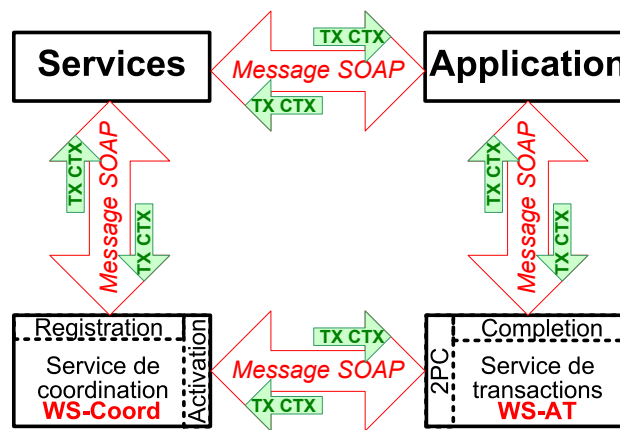 Services
TX CTX
Message SOAP
TX CTX
Application
TX CTX
Message SOAP
TX CTX
TX CTX
Message SOAP
TX CTX
Registration
Activation
Service de
coordination
WS-Coord
TX CTX
Message SOAP
TX CTX
2PC
Completion
Service de
transactions
WS-AT